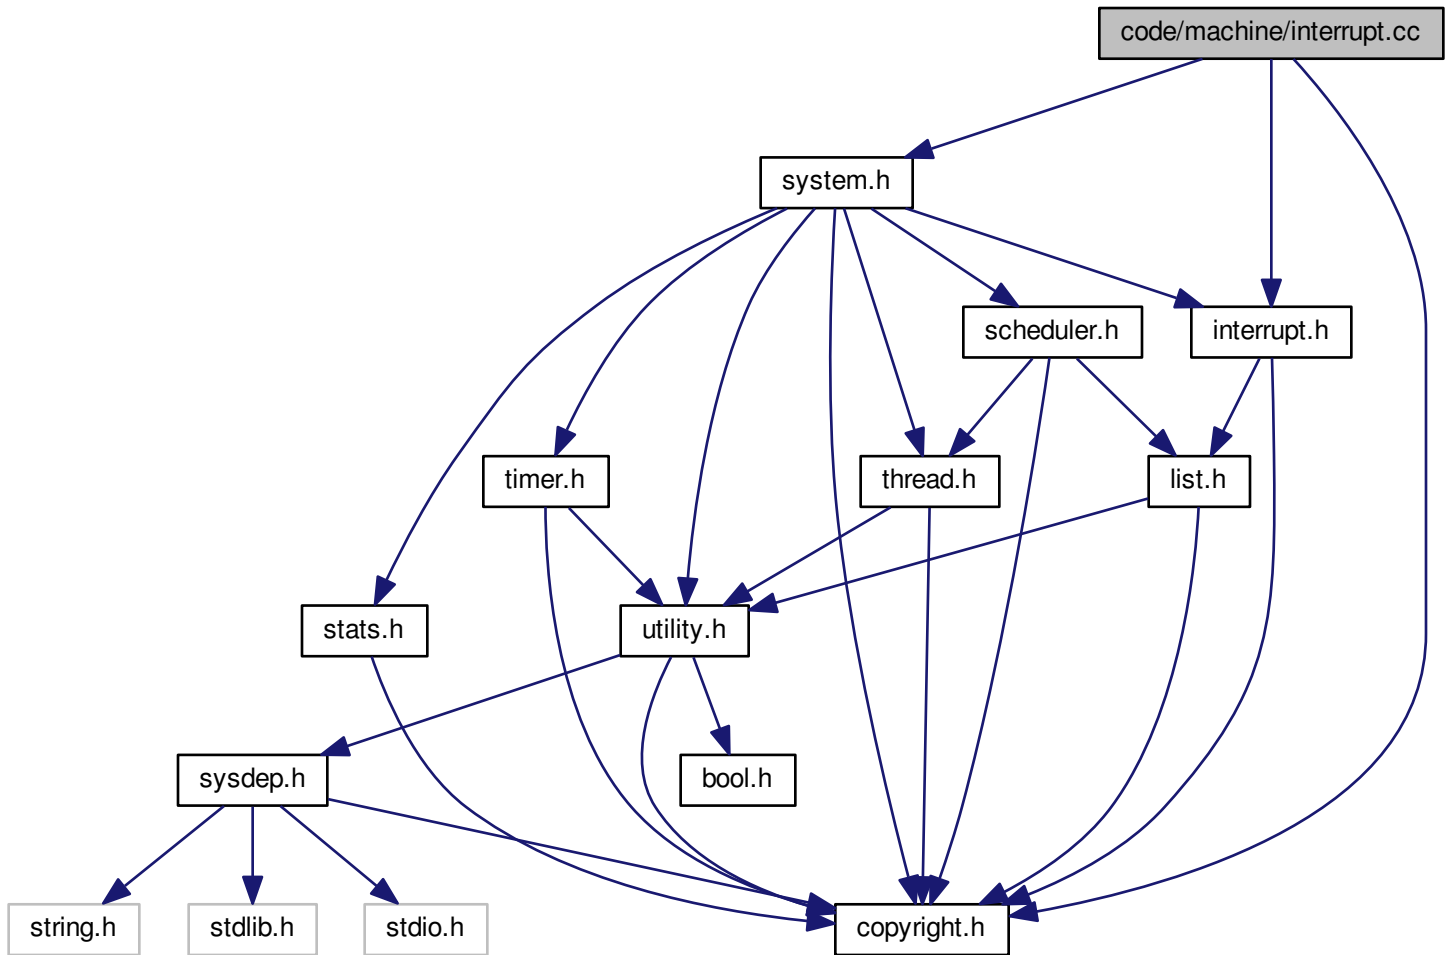 code/machine/interrupt.cc
system.h
scheduler.h
interrupt.h
timer.h
thread.h
list.h
stats.h
utility.h
sysdep.h
bool.h
string.h
stdlib.h
stdio.h
copyright.h